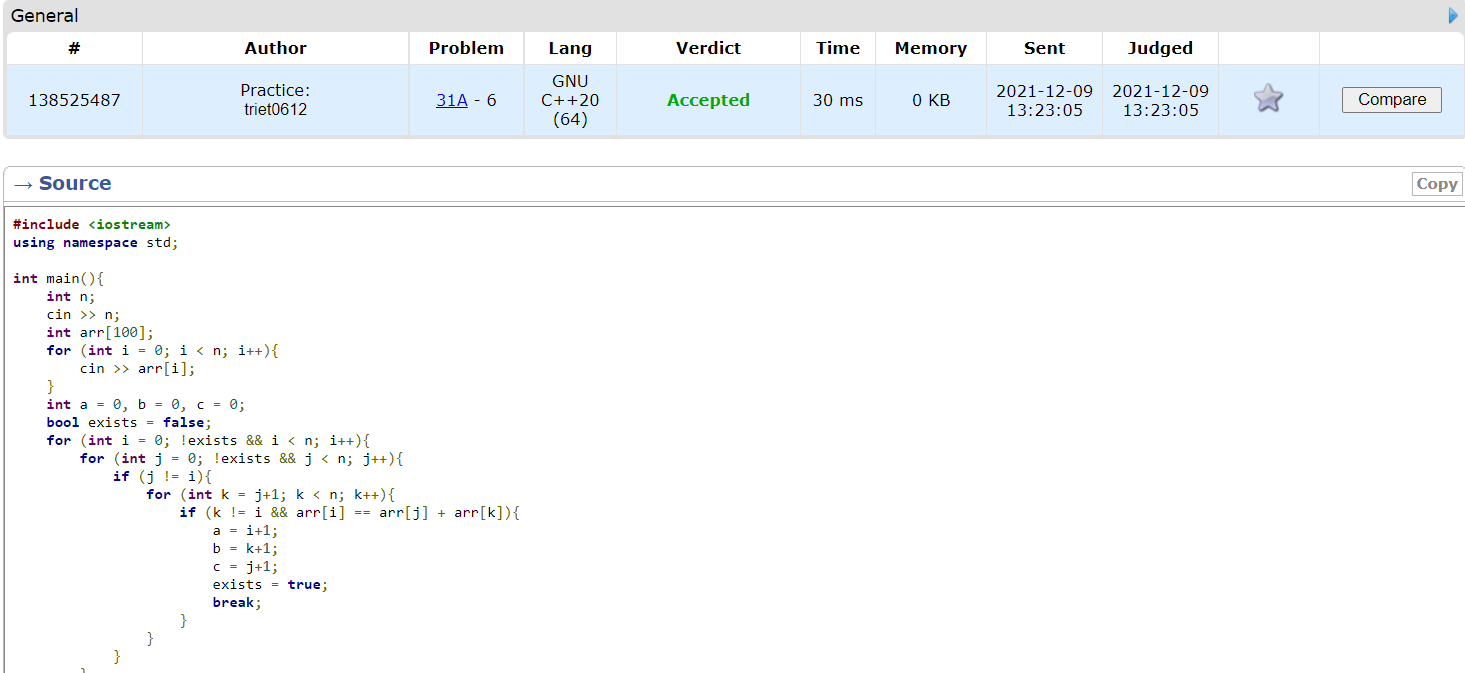 General
# Author Problem Lang Verdict Time Memory Sent Judged
138525487 Practice: triet0612 31A - 6 GNU C++20 (64) Accepted 30 ms 0 KB 2021-12-09 13:23:05 2021-12-09 13:23:05 Compare
→ Source Copy
#include <iostream>
using namespace std;
int main(){
    int n;
    cin >> n;
    int arr[100];
    for (int i = 0; i < n; i++){
        cin >> arr[i];
    }
    int a = 0, b = 0, c = 0;
    bool exists = false;
    for (int i = 0; !exists && i < n; i++){
        for (int j = 0; !exists && j < n; j++){
            if (j != i){
                for (int k = j+1; k < n; k++){
                    if (k != i && arr[i] == arr[j] + arr[k]){
                        a = i+1;
                        b = k+1;
                        c = j+1;
                        exists = true;
                        break;
                    }
                }
            }
        }